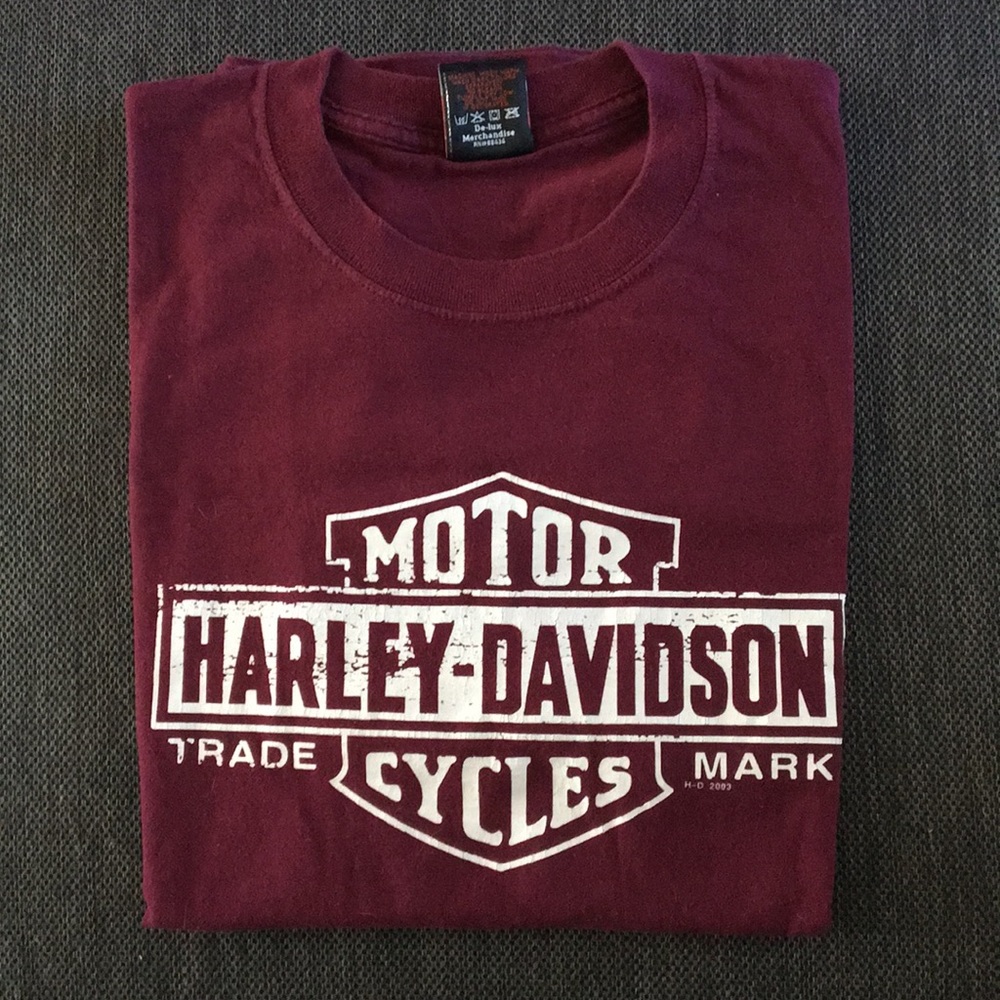 De-lux
Merchandise
MOTOR
HARLEY-DAVIDSON
TRADE MARK
CYCLES
H-D 2003